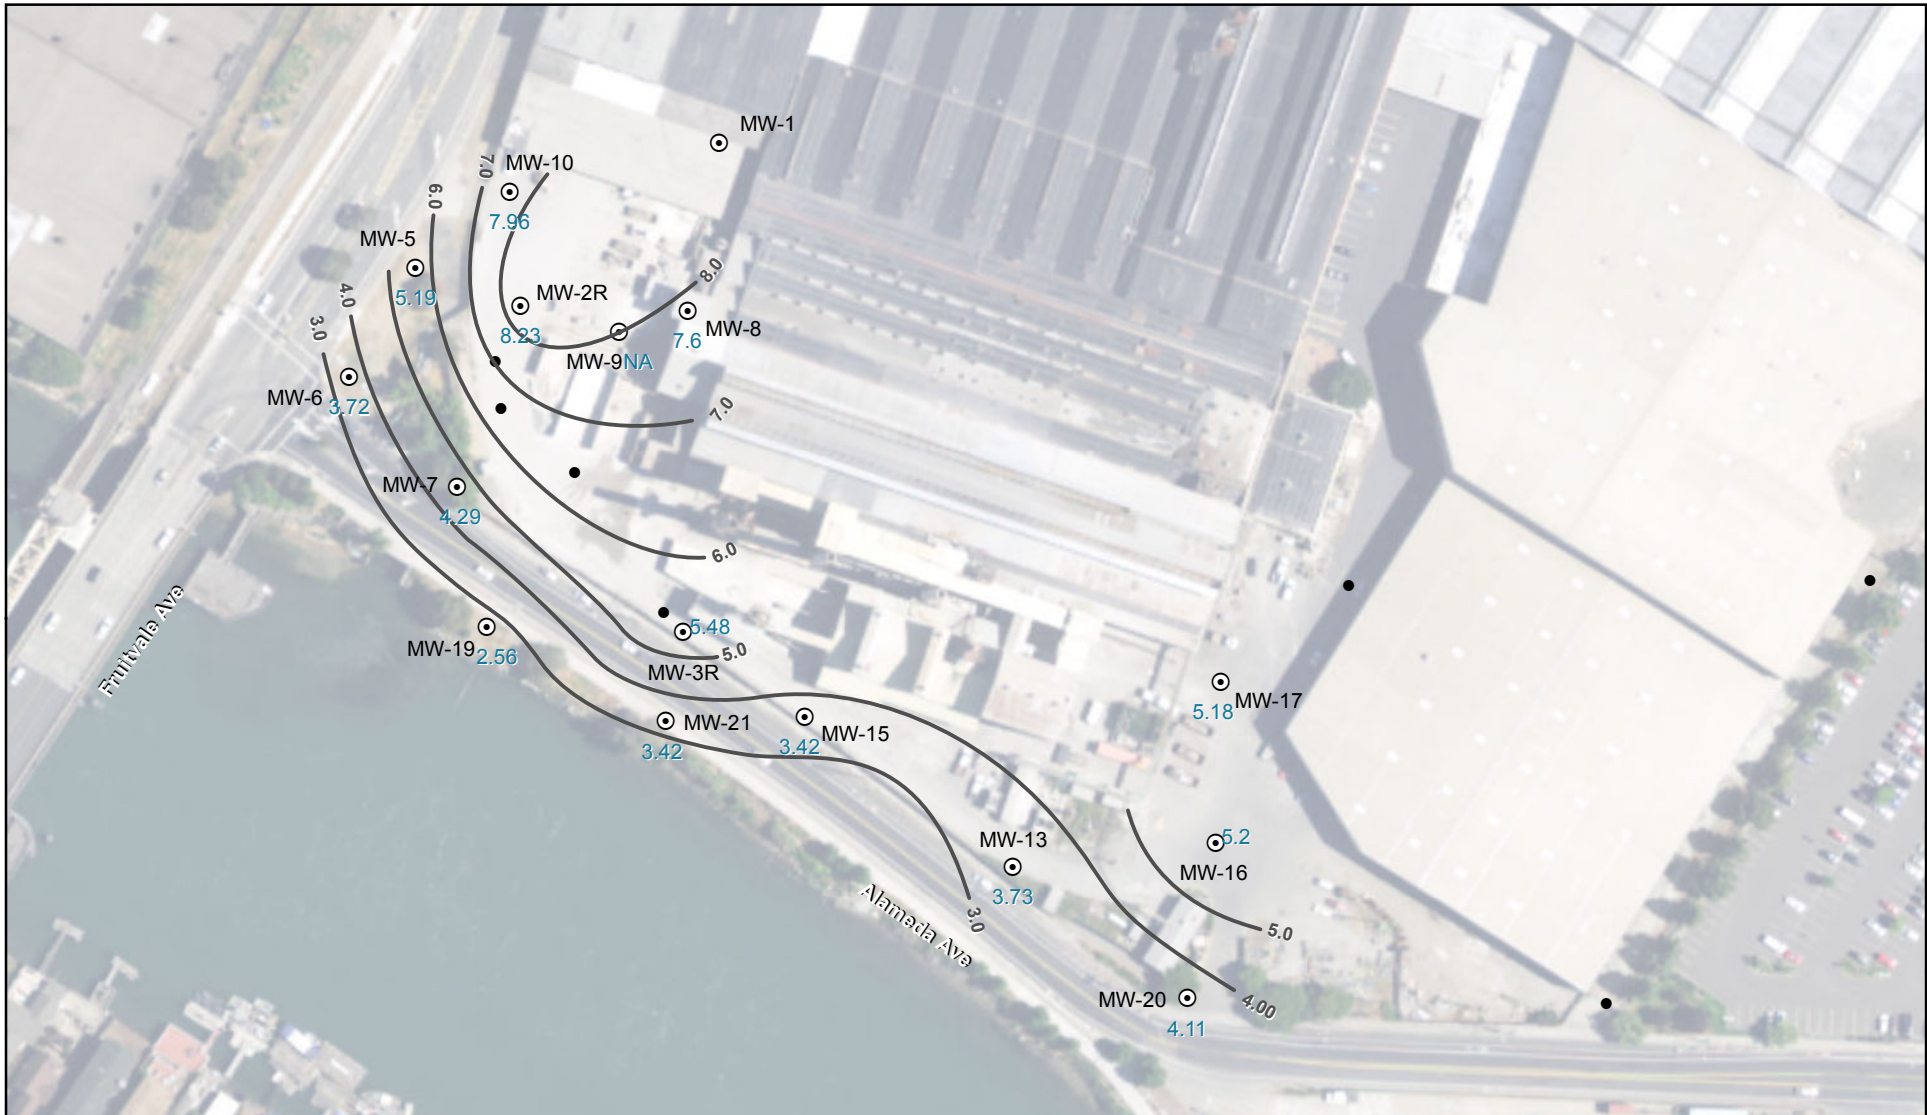 MW-1
7.0
MW-10
6.0
7.96
MW-5
8.0
4.0
5.19
MW-2R
3.0
8.23
MW-8
7.6
MW-9NA
MW-6
3.72
7.0
MW-7
4.29
6.0
Fruitvale Ave
5.48
MW-19
2.56
5.0
MW-3R
MW-17
5.18
MW-21
3.42
MW-15
3.42
MW-13
5.2
MW-16
3.73
Alameda Ave
3.0
5.0
MW-20
4.00
4.11